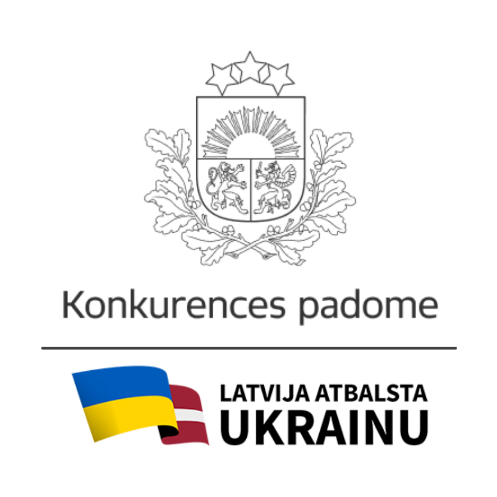 Konkurences padome
LATVIJA ATBALSTA
UKRAINU